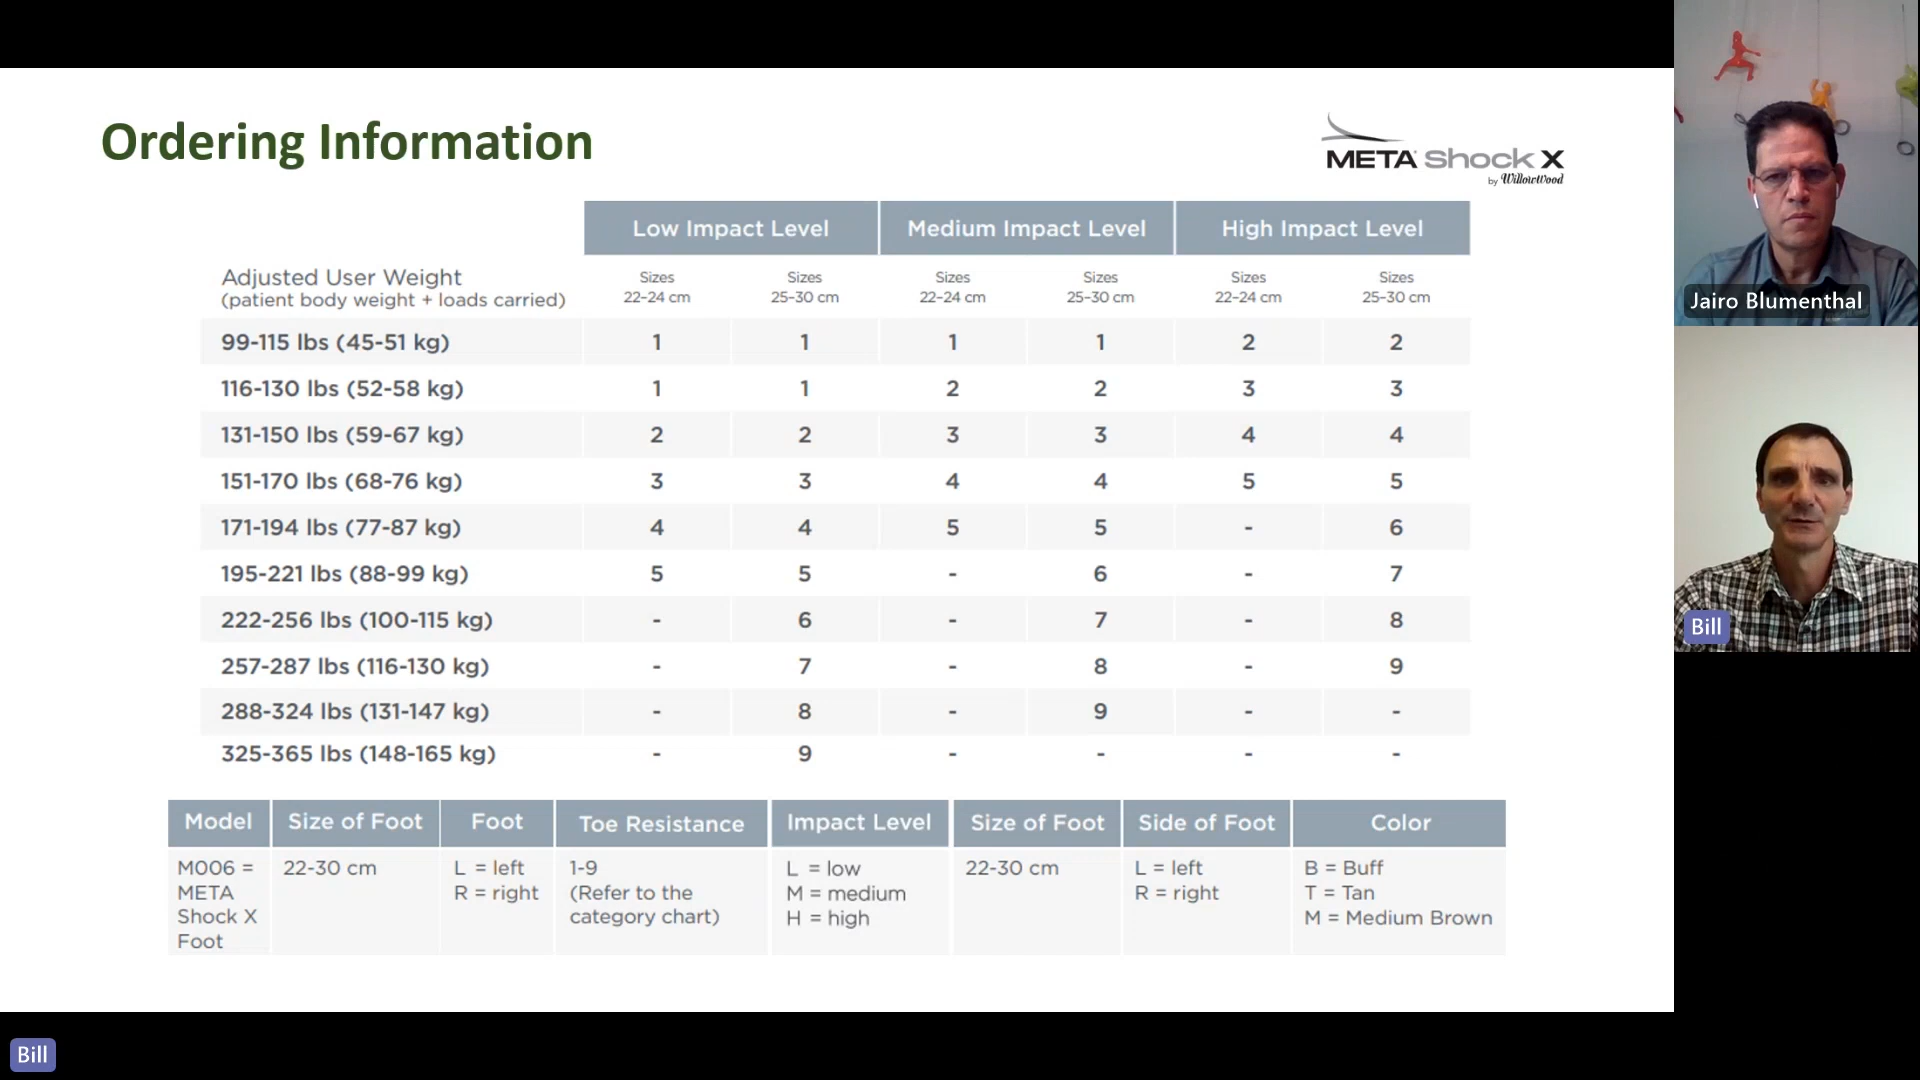 Ordering Information
META Shock X
by WillowWood
Low Impact Level Medium Impact Level High Impact Level
Adjusted User Weight
(patient body weight + loads carried)
Sizes 22-24 cm Sizes 25-30 cm Sizes 22-24 cm Sizes 25-30 cm Sizes 22-24 cm Sizes 25-30 cm
99-115 lbs (45-51 kg) 1 1 1 1 2 2
116-130 lbs (52-58 kg) 1 1 2 2 3 3
131-150 lbs (59-67 kg) 2 2 3 3 4 4
151-170 lbs (68-76 kg) 3 3 4 4 5 5
171-194 lbs (77-87 kg) 4 4 5 5 - 6
195-221 lbs (88-99 kg) 5 5 - 6 - 7
222-256 lbs (100-115 kg) - 6 - 7 - 8
257-287 lbs (116-130 kg) - 7 - 8 - 9
288-324 lbs (131-147 kg) - 8 - 9 - -
325-365 lbs (148-165 kg) - 9 - - - -
Model Size of Foot Foot Toe Resistance Impact Level Size of Foot Side of Foot Color
M006 = 22-30 cm L = left 1-9 L = low 22-30 cm L = left B = Buff
META R = right (Refer to the M = medium R = right T = Tan
Shock X category chart) H = high M = Medium Brown
Foot
Jairo Blumenthal
Bill
Bill